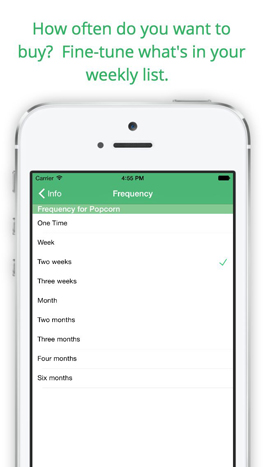 How often do you want to
buy?  Fine-tune what's in your
weekly list.
Carrier 4:55 PM
Info Frequency
Frequency for Popcorn
One Time
Week
Two weeks
Three weeks
Month
Two months
Three months
Four months
Six months